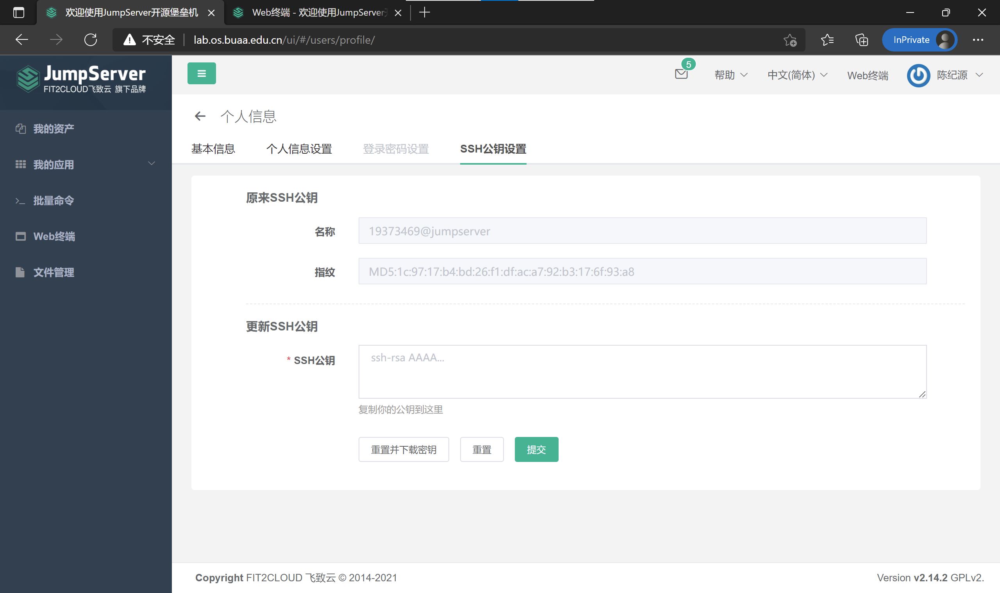 欢迎使用JumpServer开源堡垒机
Web终端 - 欢迎使用JumpServer
不安全
lab.os.buaa.edu.cn/ui/#/users/profile/
InPrivate
JumpServer
FIT2CLOUD飞致云 旗下品牌
5
帮助
中文(简体)
Web终端
陈纪源
我的资产
我的应用
批量命令
Web终端
文件管理
个人信息
基本信息
个人信息设置
登录密码设置
SSH公钥设置
原来SSH公钥
名称
19373469@jumpserver
指纹
MD5:1c:97:17:b4:bd:26:f1:df:ac:a7:92:b3:17:6f:93:a8
更新SSH公钥
* SSH公钥
ssh-rsa AAAA...
复制你的公钥到这里
重置并下载密钥
重置
提交
Copyright FIT2CLOUD 飞致云 © 2014-2021
Version v2.14.2 GPLv2.